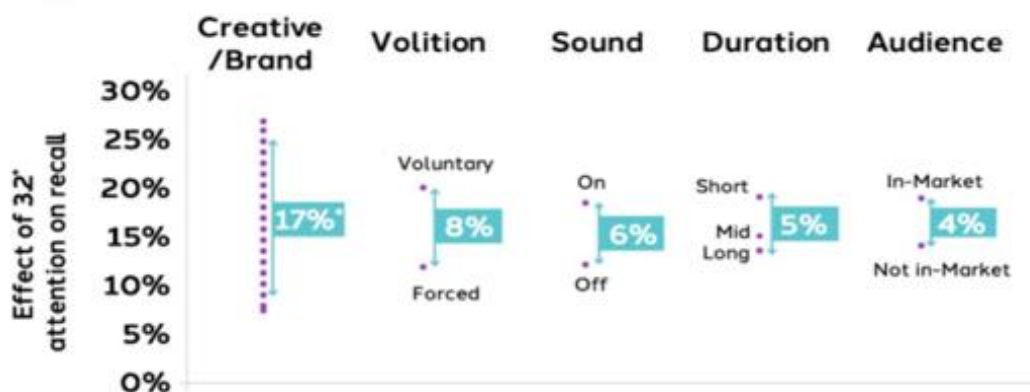 Creative
/Brand
Volition
Sound
Duration
Audience
Effect of 32"
attention on recall
30%
25%
20%
15%
10%
5%
0%
17%*
Voluntary
8%
Forced
On
6%
Off
Short
Mid
Long
5%
In-Market
4%
Not in-Market